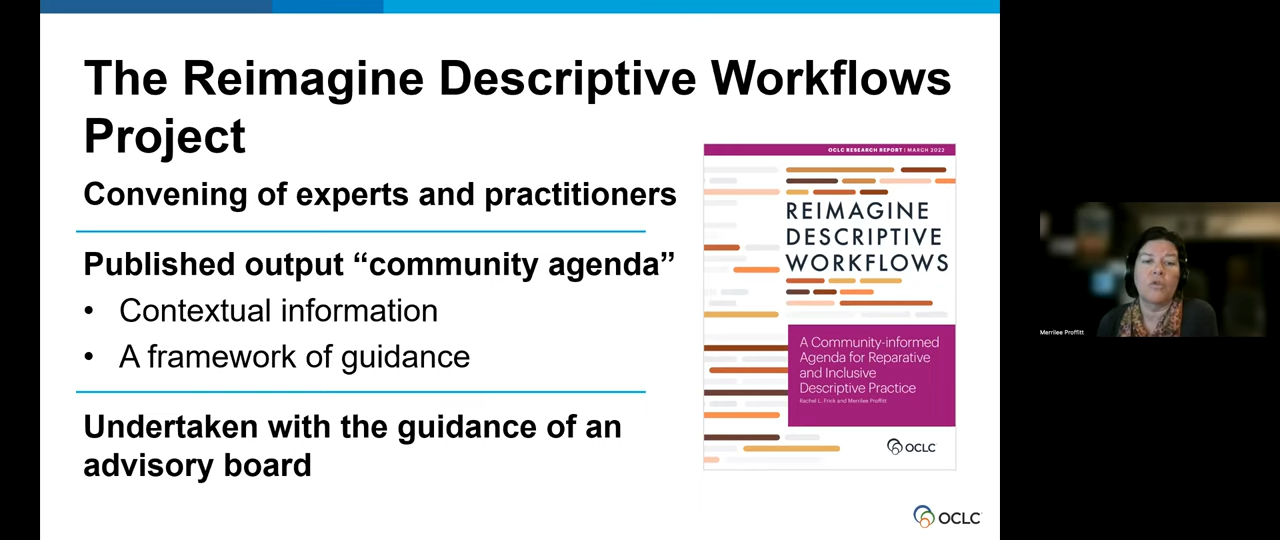 The Reimagine Descriptive Workflows
Project
Convening of experts and practitioners
Published output “community agenda”
• Contextual information
• A framework of guidance
Undertaken with the guidance of an
advisory board
OCLC RESEARCH REPORT | MARCH 2022
REIMAGINE
DESCRIPTIVE
WORKFLOWS
A Community-informed
Agenda for Reparative
and Inclusive
Descriptive Practice
Rachel L. Frick and Merrilee Proffitt
OCLC
OCLC
Merrilee Proffitt